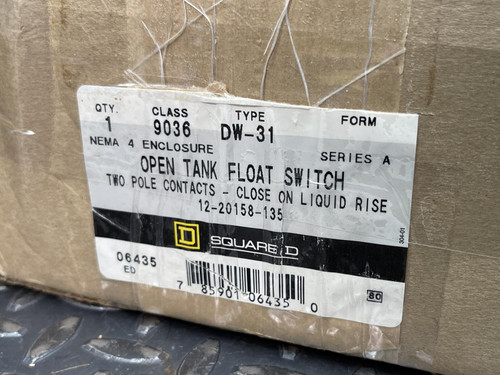 QTY. CLASS TYPE FORM
1 9036 DW-31
NEMA 4 ENCLOSURE SERIES A
OPEN TANK FLOAT SWITCH
TWO POLE CONTACTS - CLOSE ON LIQUID RISE
12-20158-135
304-01
D SQUARE D
06435
ED
7 85901 06435 0
80